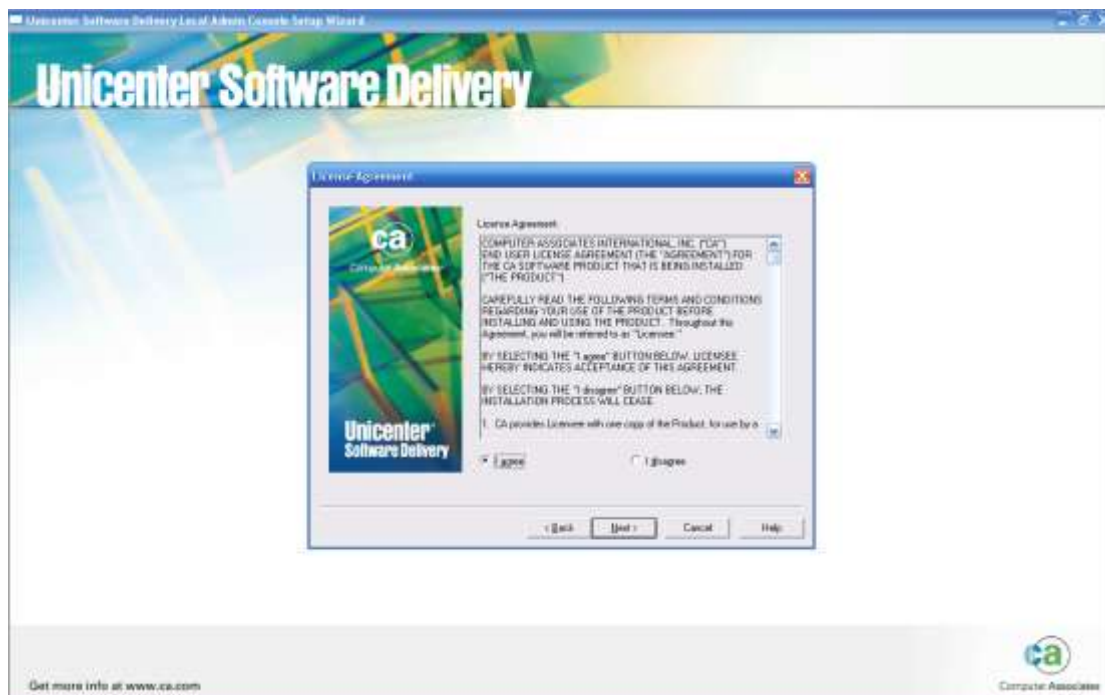 Unicenter Software Delivery Local Admin Console Setup Wizard
Unicenter Software Delivery
License Agreement
ca
Computer Associates
Unicenter
Software Delivery
License Agreement:
COMPUTER ASSOCIATES INTERNATIONAL, INC. ("CA")
END USER LICENSE AGREEMENT (THE "AGREEMENT") FOR
THE CA SOFTWARE PRODUCT THAT IS BEING INSTALLED
("THE PRODUCT")
CAREFULLY READ THE FOLLOWING TERMS AND CONDITIONS
REGARDING YOUR USE OF THE PRODUCT BEFORE
INSTALLING AND USING THE PRODUCT. Throughout this
Agreement, you will be referred to as "Licensee."
BY SELECTING THE "I agree" BUTTON BELOW, LICENSEE
HEREBY INDICATES ACCEPTANCE OF THIS AGREEMENT.
BY SELECTING THE "I disagree" BUTTON BELOW, THE
INSTALLATION PROCESS WILL CEASE.
1. CA provides Licensee with one copy of the Product, for use by a
I agree
I disagree
< Back
Next >
Cancel
Help
Get more info at www.ca.com
ca
Computer Associates